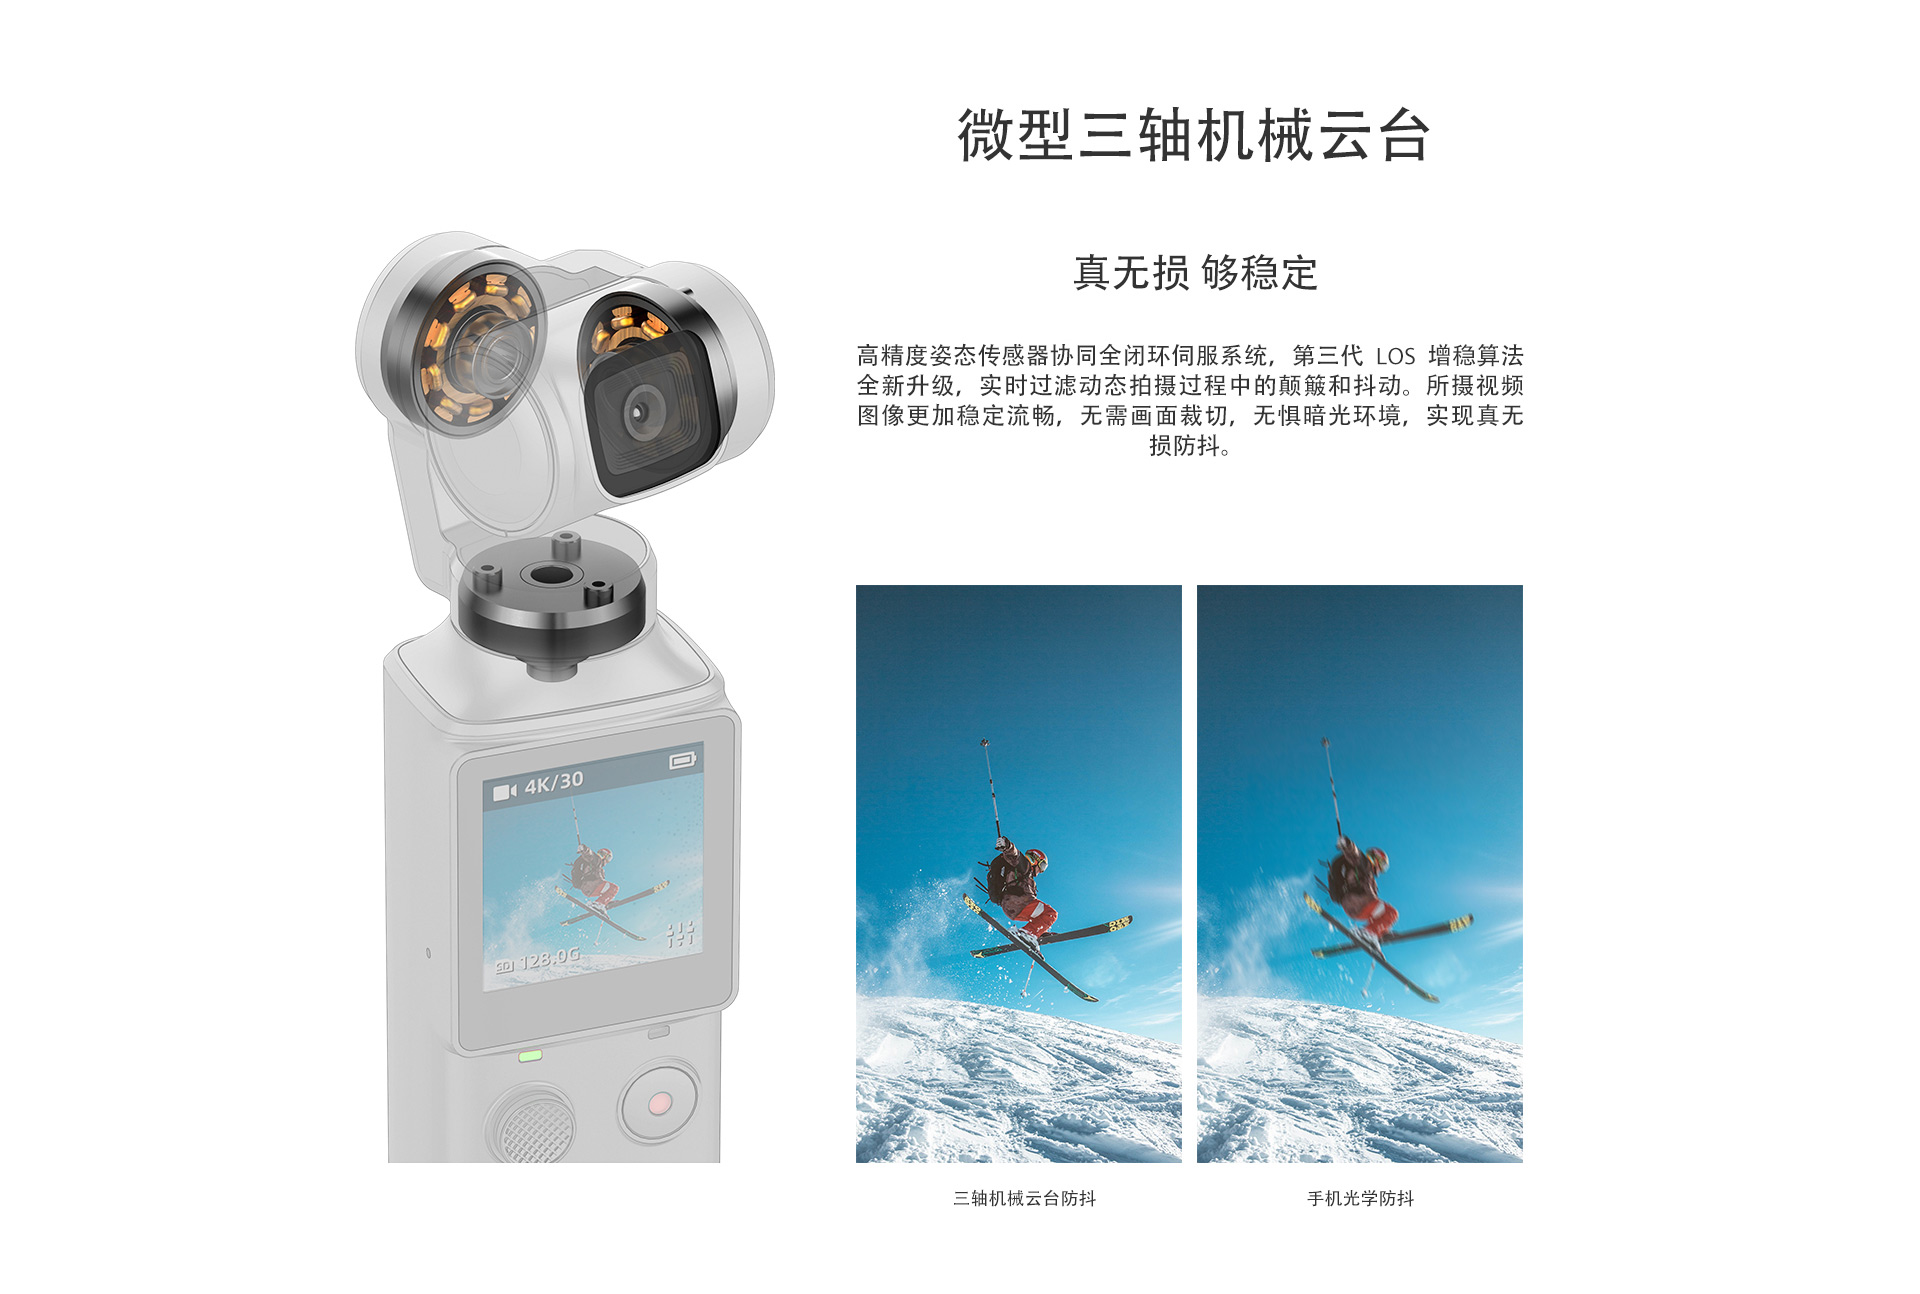 微型三轴机械云台
真无损 够稳定
高精度姿态传感器协同全闭环伺服系统，第三代 LOS 增稳算法
全新升级，实时过滤动态拍摄过程中的颠簸和抖动。所摄视频
图像更加稳定流畅，无需画面裁切，无惧暗光环境，实现真无
损防抖。
4K/30
SD 128.0G
三轴机械云台防抖
手机光学防抖